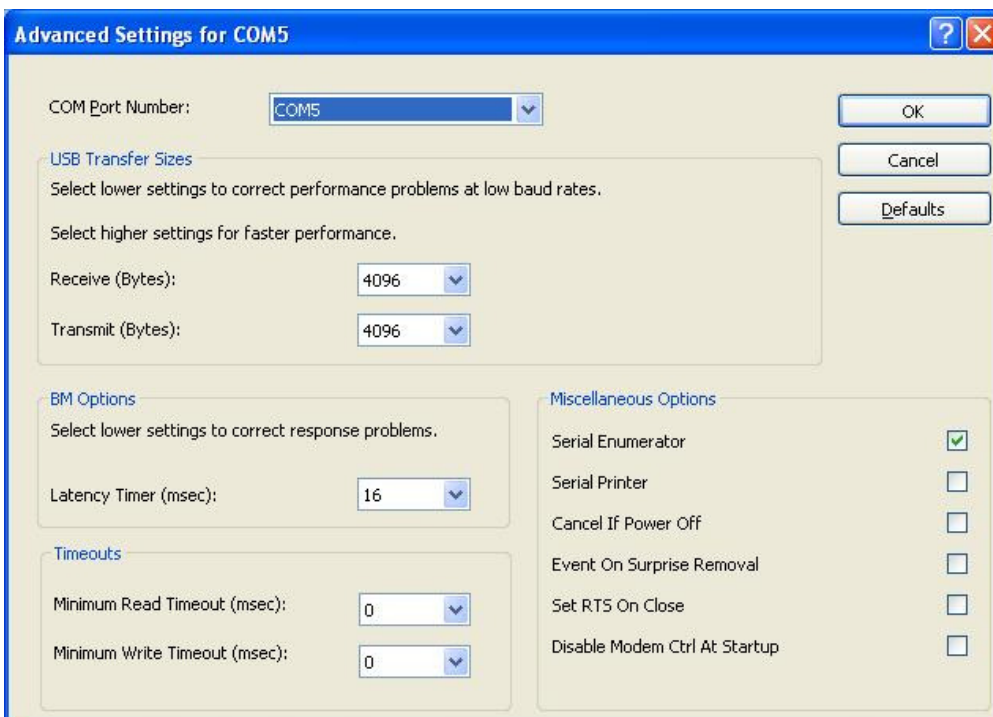 Advanced Settings for COM5
COM Port Number:
COM5
OK
Cancel
Defaults
USB Transfer Sizes
Select lower settings to correct performance problems at low baud rates.
Select higher settings for faster performance.
Receive (Bytes):
4096
Transmit (Bytes):
4096
BM Options
Select lower settings to correct response problems.
Latency Timer (msec):
16
Timeouts
Minimum Read Timeout (msec):
0
Minimum Write Timeout (msec):
0
Miscellaneous Options
Serial Enumerator
Serial Printer
Cancel If Power Off
Event On Surprise Removal
Set RTS On Close
Disable Modem Ctrl At Startup